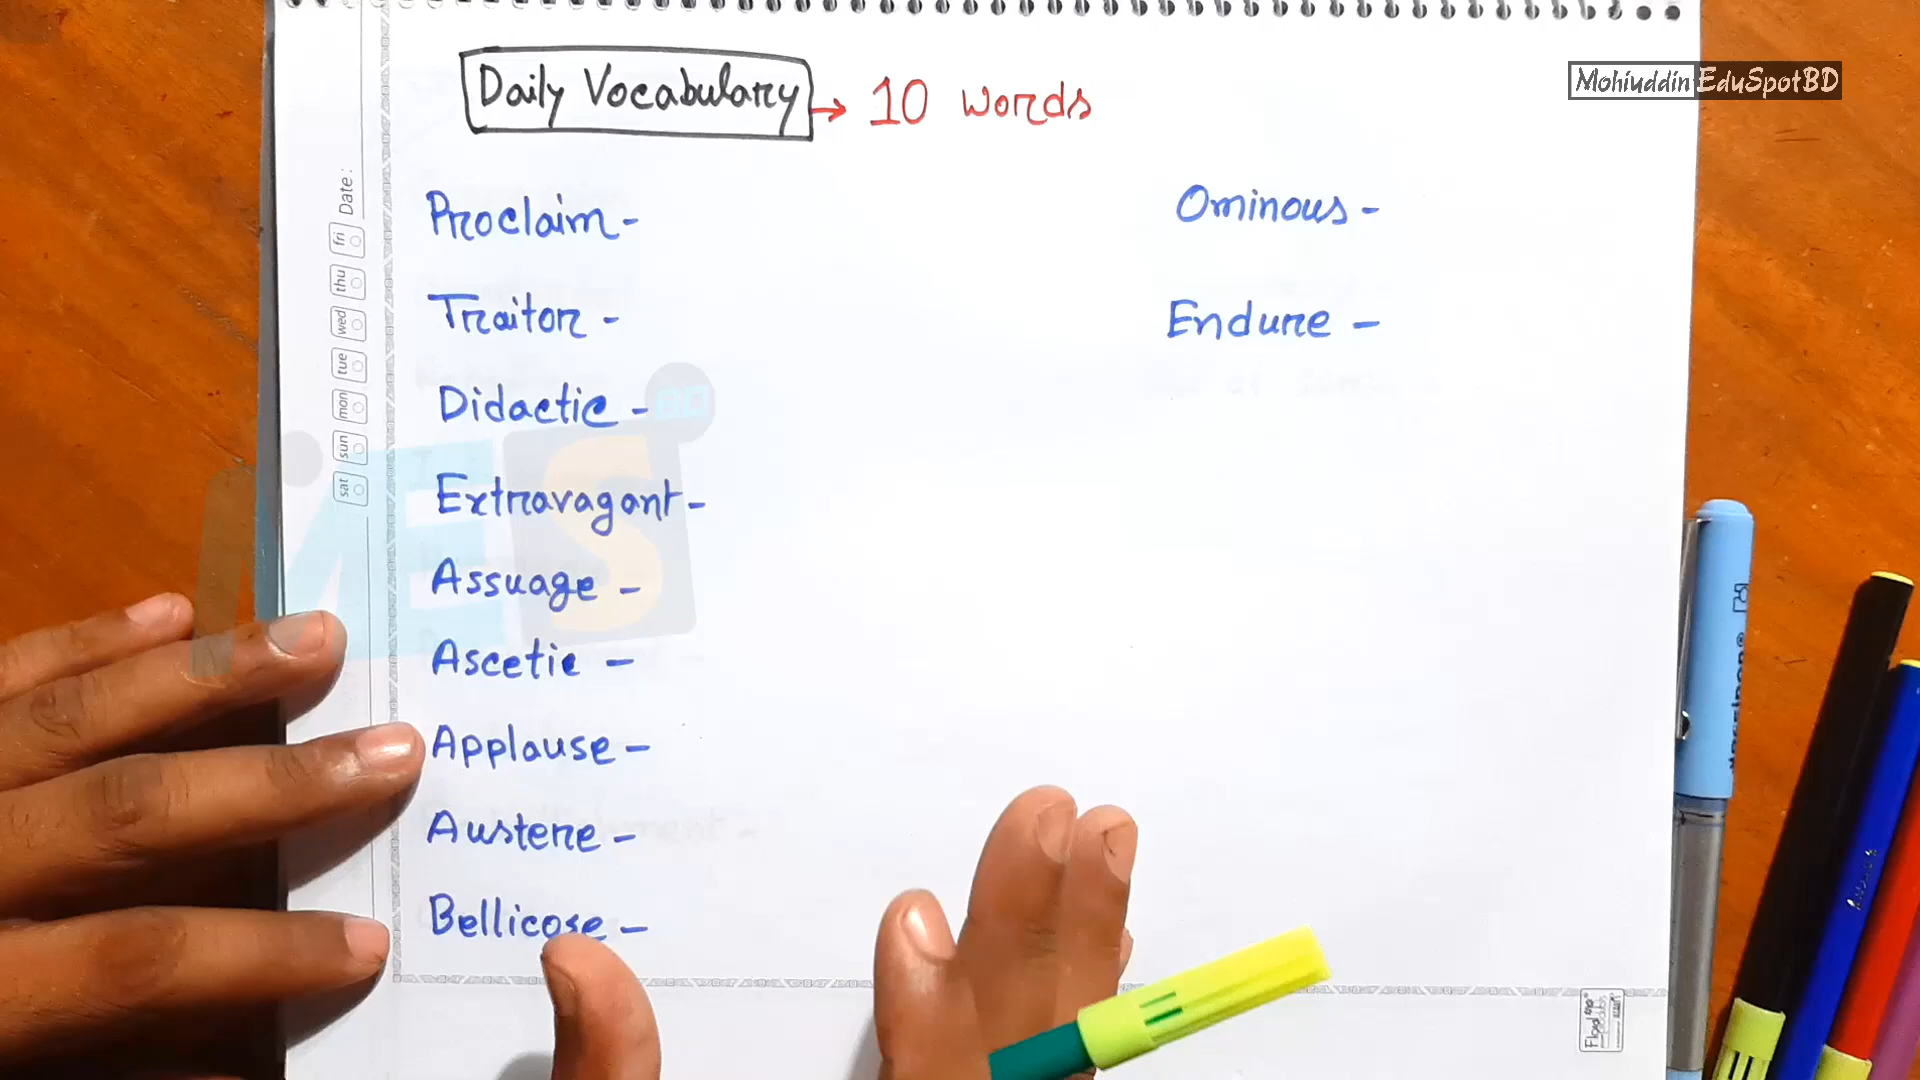 Daily Vocabulary → 10 words
Mohiuddin EduSpotBD
Date:
fri
thu
wed
tue
mon
sun
sat
Proclaim -
Traitor -
Didactic -
Extravagant -
Assuage -
Ascetic -
Applause -
Austere -
Bellicose -
Ominous -
Endure -